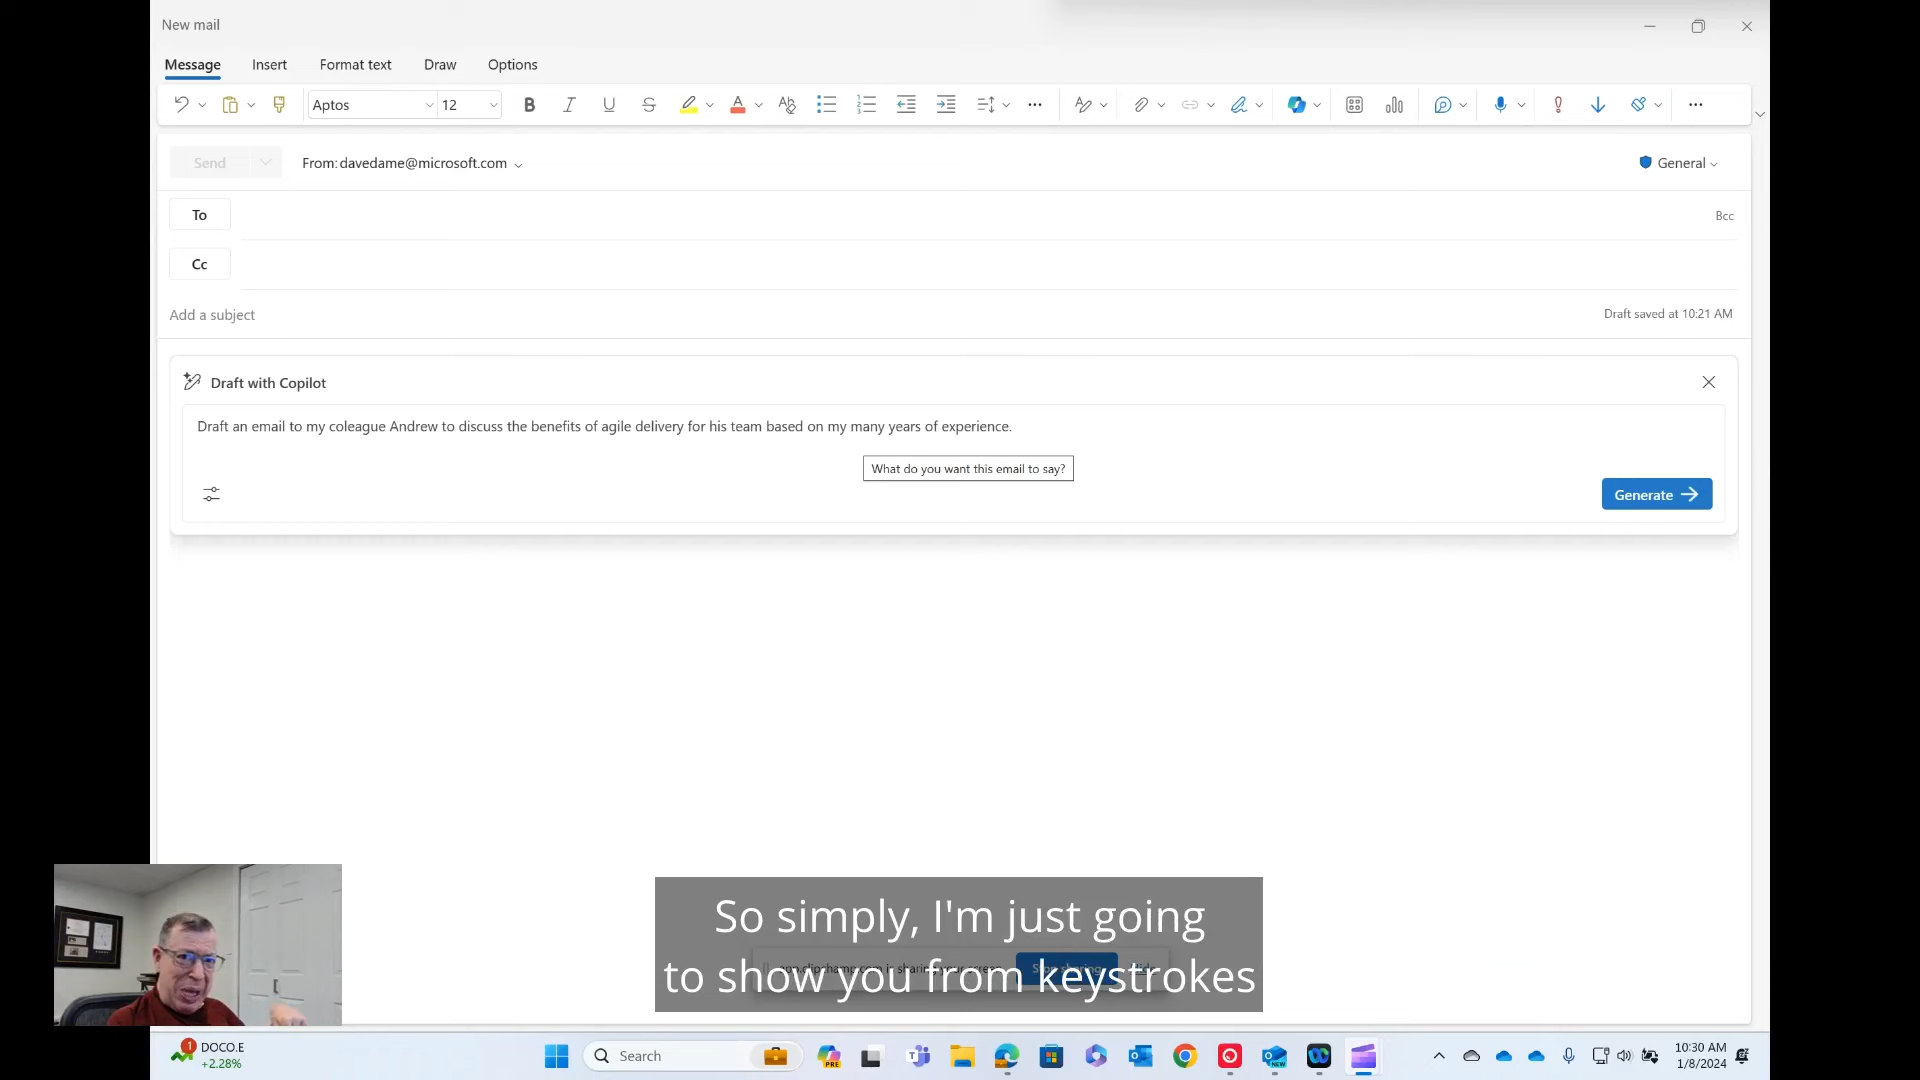 New mail
Message Insert Format text Draw Options
Aptos 12
Send From: davedame@microsoft.com General
To Bcc
Cc
Add a subject Draft saved at 10:21 AM
Draft with Copilot
Draft an email to my coleague Andrew to discuss the benefits of agile delivery for his team based on my many years of experience.
What do you want this email to say?
Generate
So simply, I'm just going
to show you from keystrokes
1 DOCO.E
+2.28%
Search
PRE
NEW
10:30 AM
1/8/2024